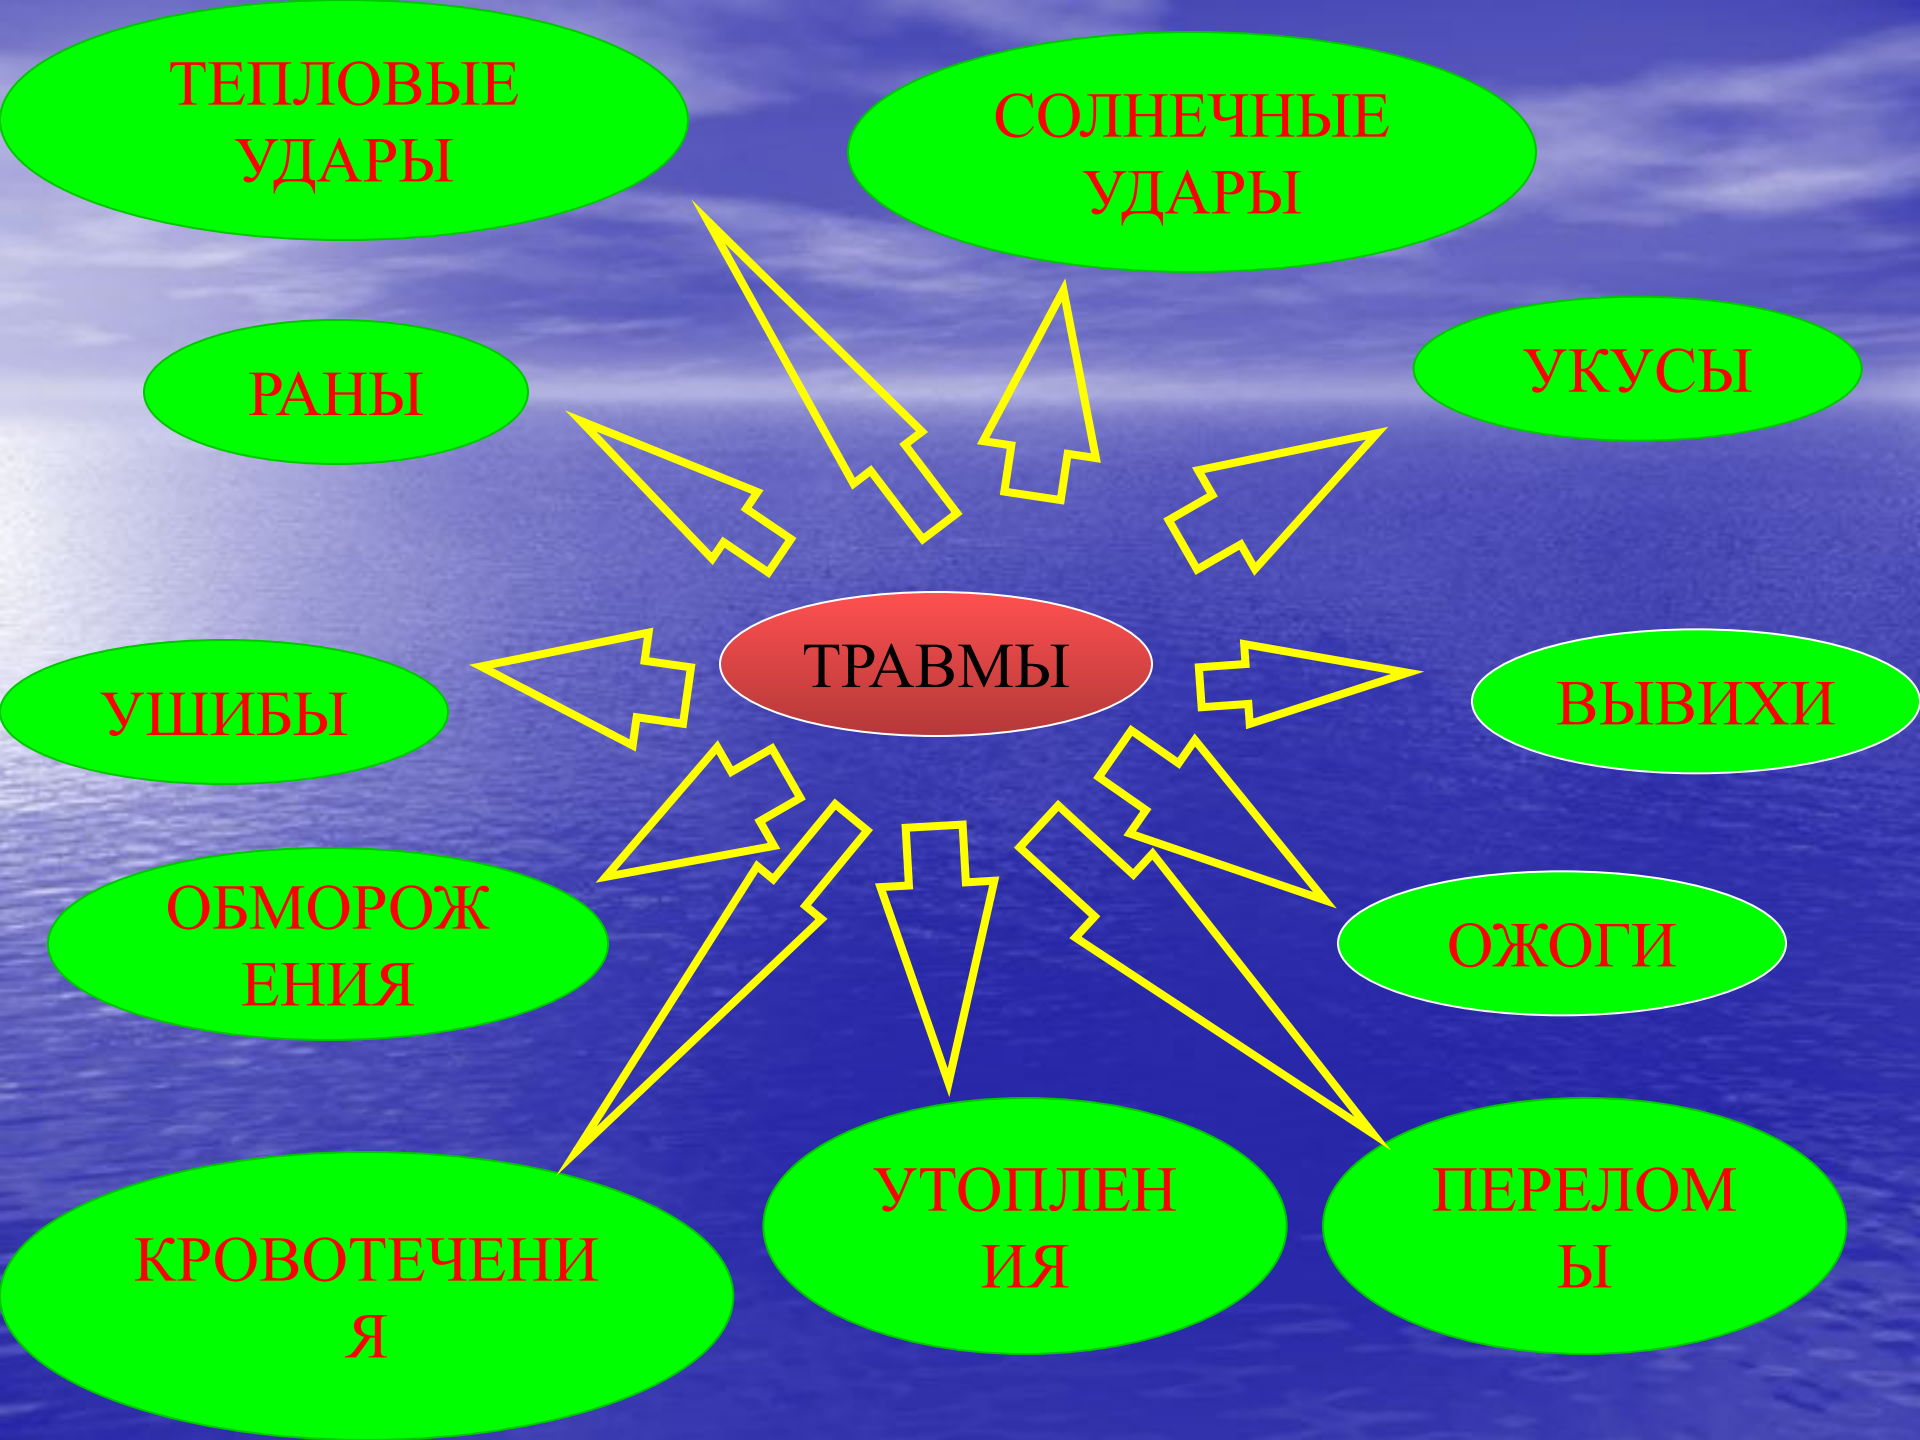 ТЕПЛОВЫЕ
УДАРЫ
СОЛНЕЧНЫЕ
УДАРЫ
РАНЫ
УКУСЫ
ТРАВМЫ
УШИБЫ
ВЫВИХИ
ОБМОРОЖ
ЕНИЯ
ОЖОГИ
КРОВОТЕЧЕНИ
Я
УТОПЛЕН
ИЯ
ПЕРЕЛОМ
Ы